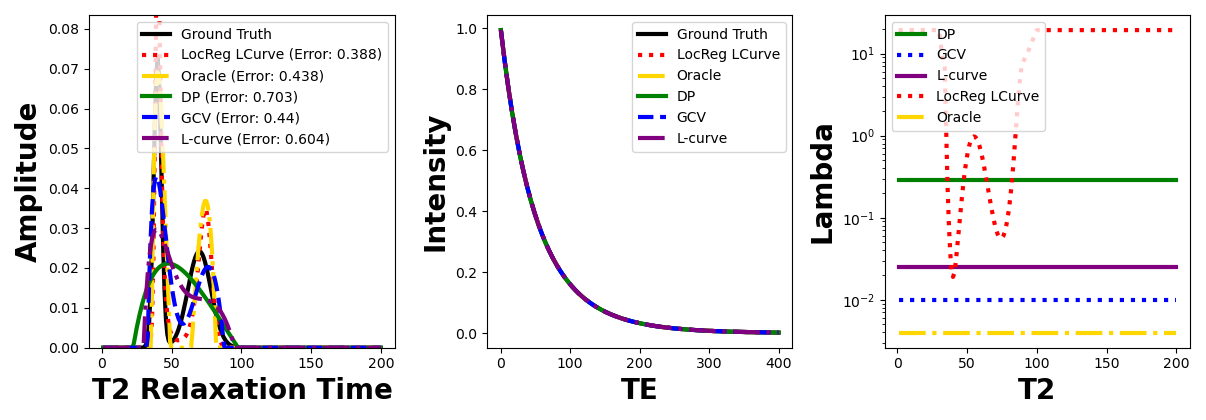 0.08
0.07
0.06
0.05
0.04
0.03
0.02
0.01
0.00
Amplitude
Ground Truth
LocReg LCurve (Error: 0.388)
Oracle (Error: 0.438)
DP (Error: 0.703)
GCV (Error: 0.44)
L-curve (Error: 0.604)
0 50 100 150 200
T2 Relaxation Time
1.0
0.8
0.6
0.4
0.2
0.0
Intensity
Ground Truth
LocReg LCurve
Oracle
DP
GCV
L-curve
0 100 200 300 400
TE
10¹
10⁰
10⁻¹
10⁻²
Lambda
DP
GCV
L-curve
LocReg LCurve
Oracle
0 50 100 150 200
T2